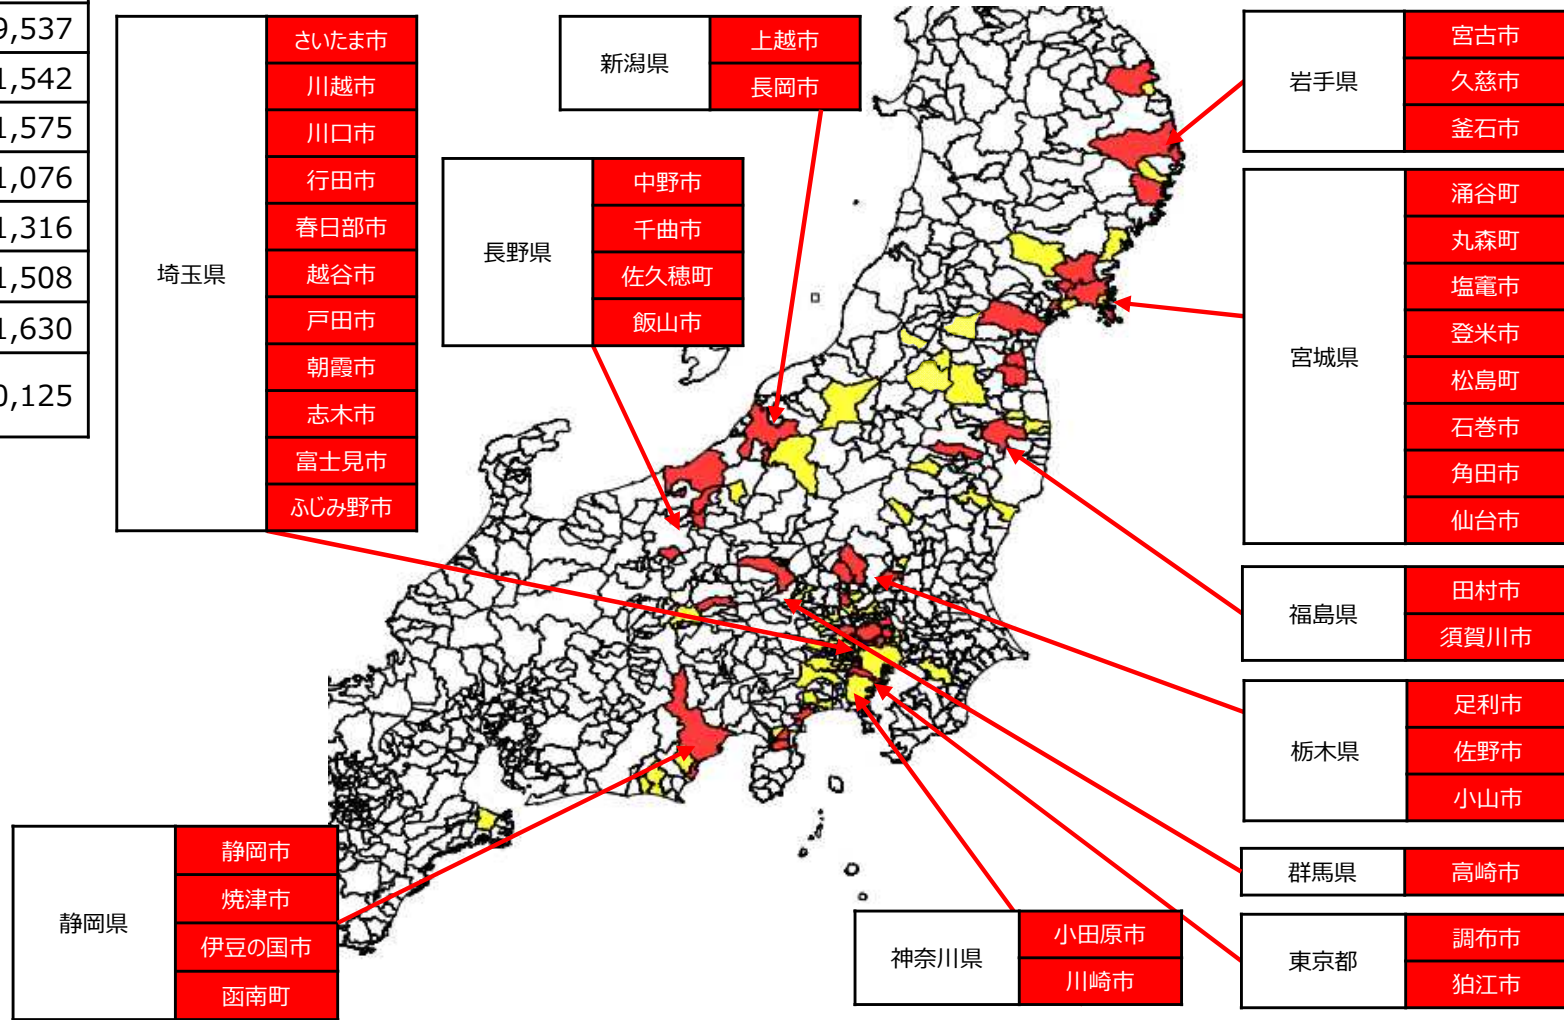 9,537
1,542
1,575
1,076
1,316
1,508
1,630
0,125
埼玉県
さいたま市
川越市
川口市
行田市
春日部市
越谷市
戸田市
朝霞市
志木市
富士見市
ふじみ野市
新潟県
上越市
長岡市
長野県
中野市
千曲市
佐久穂町
飯山市
岩手県
宮古市
久慈市
釜石市
宮城県
涌谷町
丸森町
塩竈市
登米市
松島町
石巻市
角田市
仙台市
福島県
田村市
須賀川市
栃木県
足利市
佐野市
小山市
群馬県
高崎市
東京都
調布市
狛江市
神奈川県
小田原市
川崎市
静岡県
静岡市
焼津市
伊豆の国市
函南町